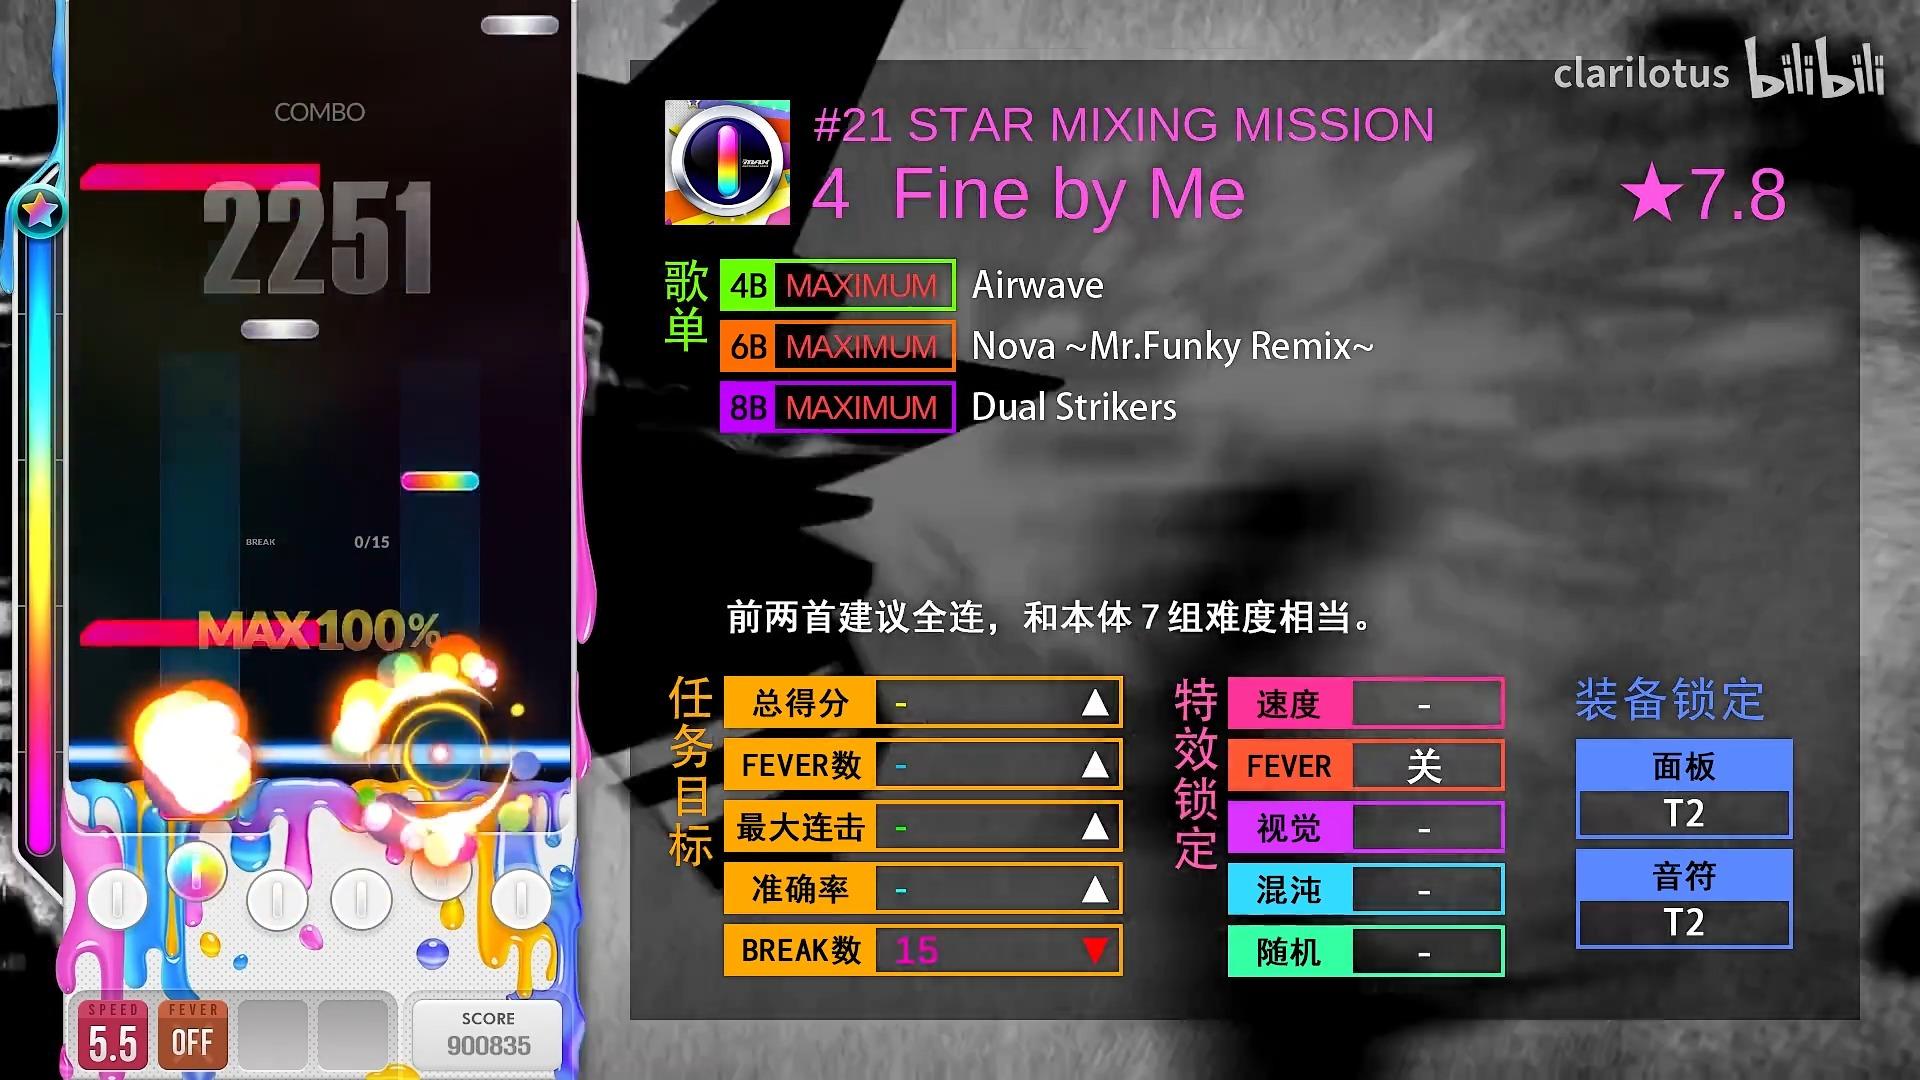 clarilotus bilibili
COMBO
2251
BREAK 0/15
MAX 100%
SPEED
5.5
FEVER
OFF
SCORE
900835
#21 STAR MIXING MISSION
4 Fine by Me
★7.8
歌单
4B MAXIMUM Airwave
6B MAXIMUM Nova ~Mr.Funky Remix~
8B MAXIMUM Dual Strikers
前两首建议全连，和本体7组难度相当。
任务目标
总得分 - ▲
FEVER数 - ▲
最大连击 - ▲
准确率 - ▲
BREAK数 15 ▼
特效锁定
速度 -
FEVER 关
视觉 -
混沌 -
随机 -
装备锁定
面板
T2
音符
T2